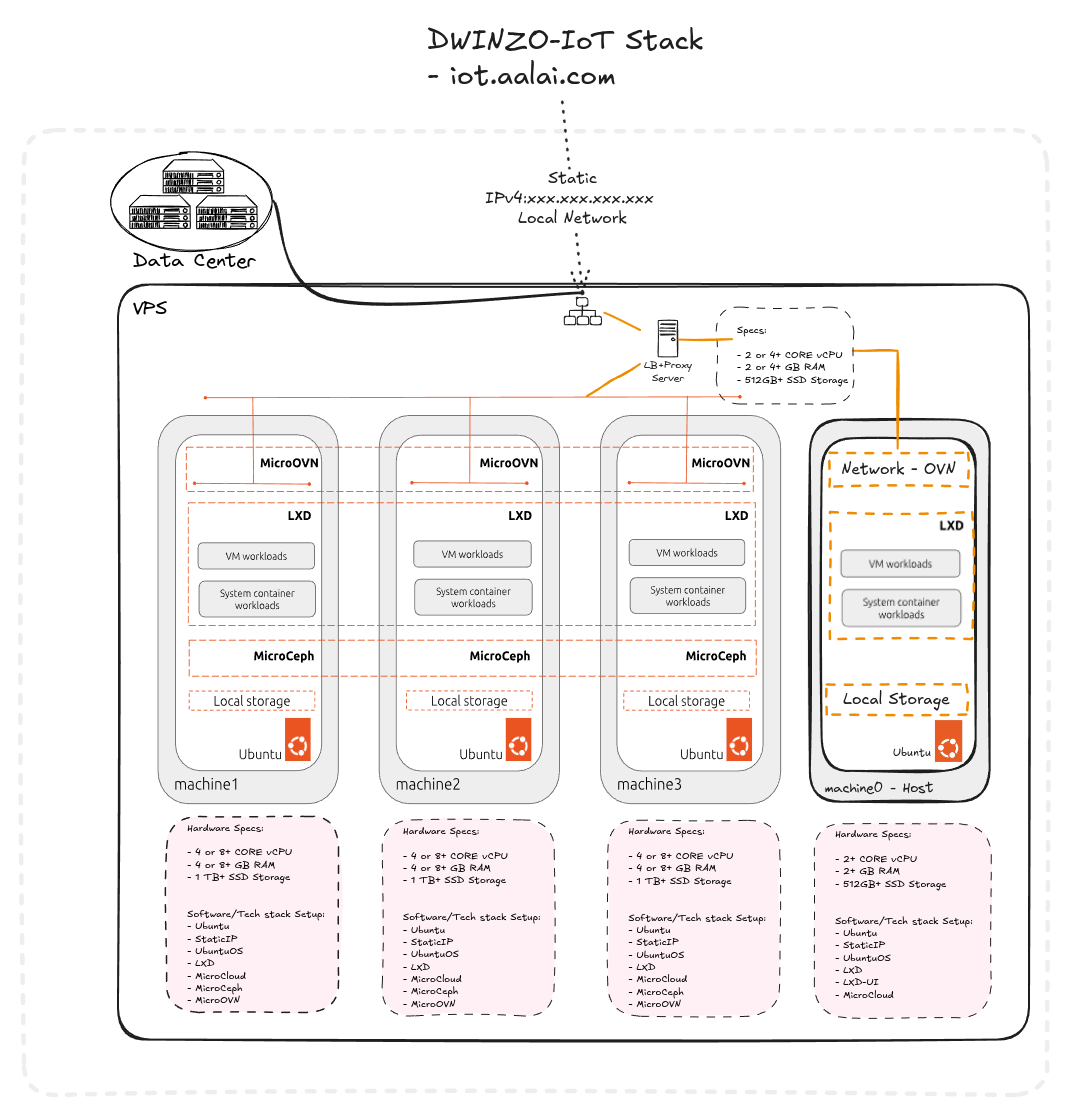 DWINZO-IoT Stack
- iot.aalai.com
Static
IPv4:xxx.xxx.xxx.xxx
Local Network
Data Center
VPS
LB+Proxy
Server
Specs:
- 2 or 4+ CORE vCPU
- 2 or 4+ GB RAM
- 512GB+ SSD Storage
MicroOVN
LXD
VM workloads
System container
workloads
MicroCeph
Local storage
Ubuntu
machine1
MicroOVN
LXD
VM workloads
System container
workloads
MicroCeph
Local storage
Ubuntu
machine2
MicroOVN
LXD
VM workloads
System container
workloads
MicroCeph
Local storage
Ubuntu
machine3
Network - OVN
LXD
VM workloads
System container
workloads
Local Storage
Ubuntu
machine0 - Host
Hardware Specs:
- 4 or 8+ CORE vCPU
- 4 or 8+ GB RAM
- 1 TB+ SSD Storage
Software/Tech stack Setup:
- Ubuntu
- StaticIP
- UbuntuOS
- LXD
- MicroCloud
- MicroCeph
- MicroOVN
Hardware Specs:
- 4 or 8+ CORE vCPU
- 4 or 8+ GB RAM
- 1 TB+ SSD Storage
Software/Tech stack Setup:
- Ubuntu
- StaticIP
- UbuntuOS
- LXD
- MicroCloud
- MicroCeph
- MicroOVN
Hardware Specs:
- 4 or 8+ CORE vCPU
- 4 or 8+ GB RAM
- 1 TB+ SSD Storage
Software/Tech stack Setup:
- Ubuntu
- StaticIP
- UbuntuOS
- LXD
- MicroCloud
- MicroCeph
- MicroOVN
Hardware Specs:
- 2+ CORE vCPU
- 2+ GB RAM
- 512GB+ SSD Storage
Software/Tech stack Setup:
- Ubuntu
- StaticIP
- UbuntuOS
- LXD
- LXD-UI
- MicroCloud